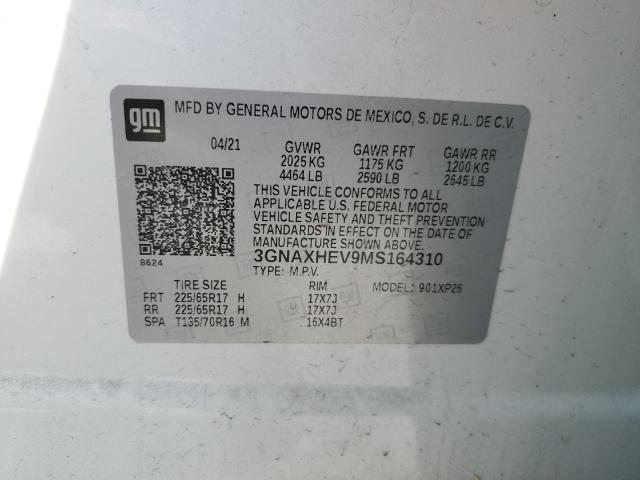 gm
MFD BY GENERAL MOTORS DE MEXICO, S. DE R.L. DE C.V.
04/21 GVWR GAWR FRT GAWR RR
2025 KG 1175 KG 1200 KG
4464 LB 2590 LB 2645 LB
THIS VEHICLE CONFORMS TO ALL
APPLICABLE U.S. FEDERAL MOTOR
VEHICLE SAFETY AND THEFT PREVENTION
STANDARDS IN EFFECT ON THE DATE OF
MANUFACTURE SHOWN ABOVE.
8624
3GNAXHEV9MS164310
TYPE: M.P.V. MODEL: 901XP26
TIRE SIZE RIM
FRT 225/65R17 H 17X7J
RR 225/65R17 H 17X7J
SPA T135/70R16 M 16X4BT